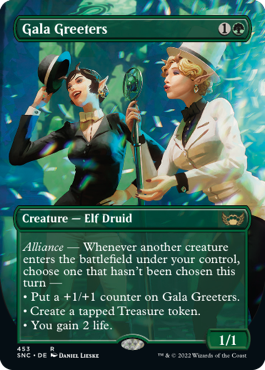 Gala Greeters 1
Creature — Elf Druid
Alliance — Whenever another creature
enters the battlefield under your control,
choose one that hasn't been chosen this
turn —
• Put a +1/+1 counter on Gala Greeters.
• Create a tapped Treasure token.
• You gain 2 life.
1/1
453 R
SNC • DE Daniel Lieske ™ & © 2022 Wizards of the Coast